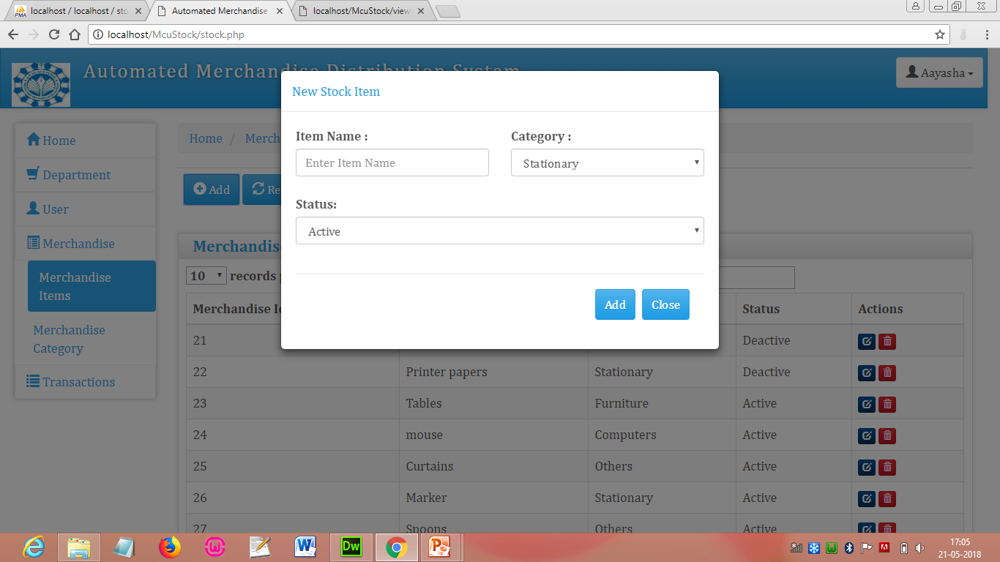 localhost / localhost / sto
Automated Merchandise
localhost/McuStock/view
localhost/McuStock/stock.php
Automated Merchandise Distribution System
Aayasha
New Stock Item
Item Name :
Category :
Enter Item Name
Stationary
Status:
Active
Add
Close
Home
Department
User
Merchandise
Merchandise
Items
Merchandise
Category
Transactions
Home / Merch
Add
Re
Merchandise
10 records p
Merchandise Id Status Actions
21 Deactive
22 Printer papers Stationary Deactive
23 Tables Furniture Active
24 mouse Computers Active
25 Curtains Others Active
26 Marker Stationary Active
27 Spoons Others Active
17:05
21-05-2018